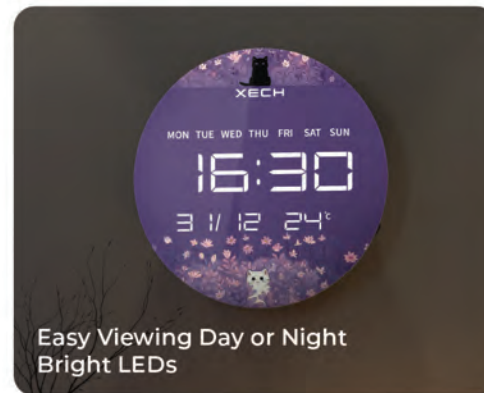 XECH
MON TUE WED THU FRI SAT SUN
16:30
31/12 24°C
Easy Viewing Day or Night
Bright LEDs